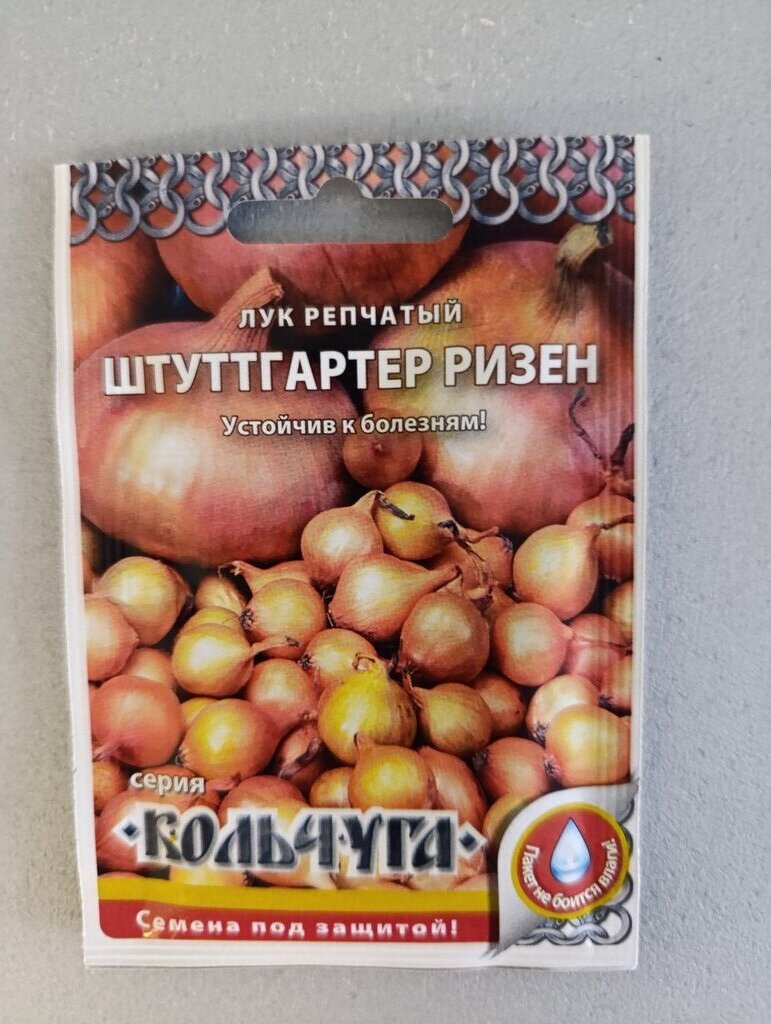 ЛУК РЕПЧАТЫЙ
ШТУТТГАРТЕР РИЗЕН
Устойчив к болезням!
серия
•КОЛЬЧУГА•
Пакет не боится влаги!
Семена под защитой!